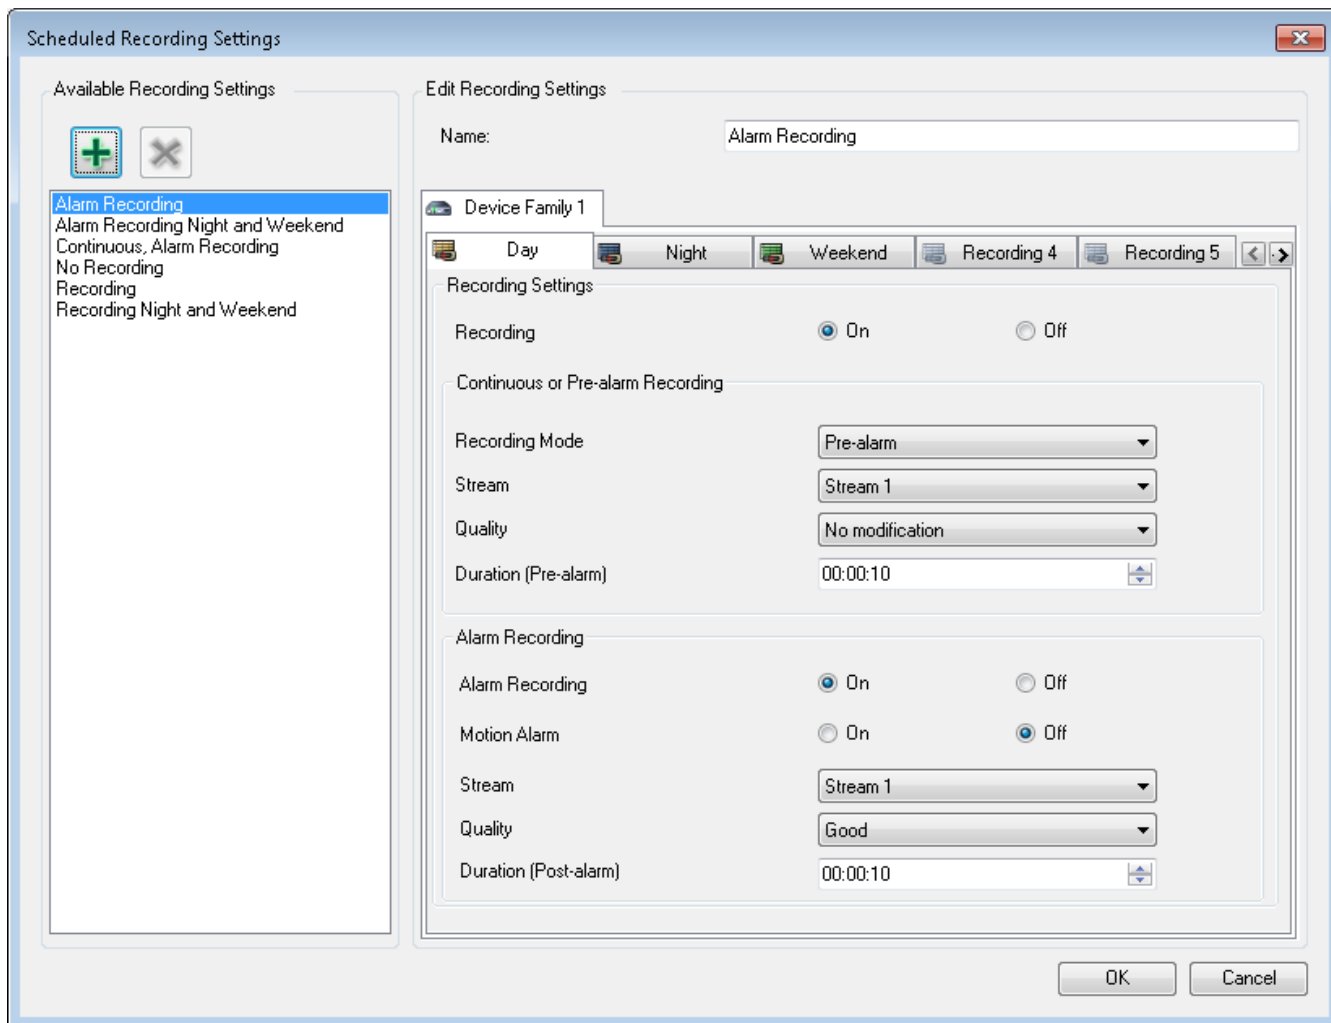 Scheduled Recording Settings
Available Recording Settings
Alarm Recording
Alarm Recording Night and Weekend
Continuous, Alarm Recording
No Recording
Recording
Recording Night and Weekend
Edit Recording Settings
Name: Alarm Recording
Device Family 1
Day Night Weekend Recording 4 Recording 5
Recording Settings
Recording On Off
Continuous or Pre-alarm Recording
Recording Mode Pre-alarm
Stream Stream 1
Quality No modification
Duration (Pre-alarm) 00:00:10
Alarm Recording
Alarm Recording On Off
Motion Alarm On Off
Stream Stream 1
Quality Good
Duration (Post-alarm) 00:00:10
OK Cancel